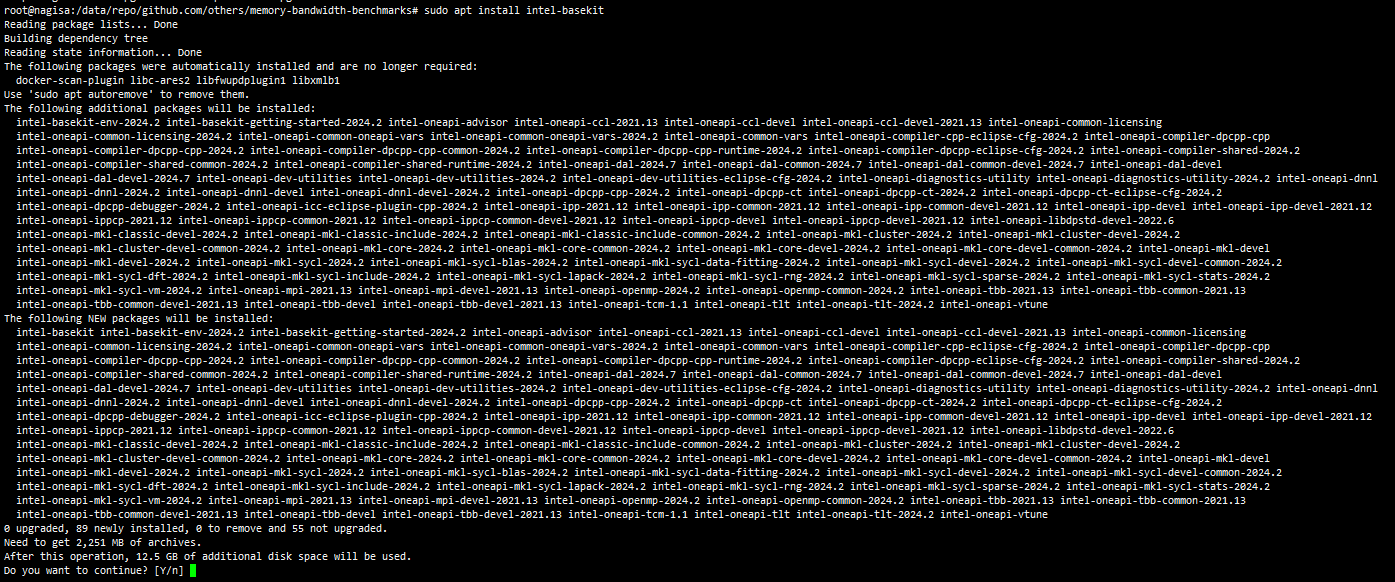 root@nagisa:/data/repo/github.com/others/memory-bandwidth-benchmarks# sudo apt install intel-basekit
Reading package lists... Done
Building dependency tree
Reading state information... Done
The following packages were automatically installed and are no longer required:
  docker-scan-plugin libc-ares2 libfwupdplugin1 libxmlb1
Use 'sudo apt autoremove' to remove them.
The following additional packages will be installed:
  intel-basekit-env-2024.2 intel-basekit-getting-started-2024.2 intel-oneapi-advisor intel-oneapi-ccl-2021.13 intel-oneapi-ccl-devel intel-oneapi-ccl-devel-2021.13 intel-oneapi-common-licensing
  intel-oneapi-common-licensing-2024.2 intel-oneapi-common-oneapi-vars intel-oneapi-common-oneapi-vars-2024.2 intel-oneapi-common-vars intel-oneapi-compiler-cpp-eclipse-cfg-2024.2 intel-oneapi-compiler-dpcpp-cpp
  intel-oneapi-compiler-dpcpp-cpp-2024.2 intel-oneapi-compiler-dpcpp-cpp-common-2024.2 intel-oneapi-compiler-dpcpp-cpp-runtime-2024.2 intel-oneapi-compiler-dpcpp-eclipse-cfg-2024.2 intel-oneapi-compiler-shared-2024.2
  intel-oneapi-compiler-shared-common-2024.2 intel-oneapi-compiler-shared-runtime-2024.2 intel-oneapi-dal-2024.7 intel-oneapi-dal-common-2024.7 intel-oneapi-dal-common-devel-2024.7 intel-oneapi-dal-devel
  intel-oneapi-dal-devel-2024.7 intel-oneapi-dev-utilities intel-oneapi-dev-utilities-2024.2 intel-oneapi-dev-utilities-eclipse-cfg-2024.2 intel-oneapi-diagnostics-utility intel-oneapi-diagnostics-utility-2024.2 intel-oneapi-dnnl
  intel-oneapi-dnnl-2024.2 intel-oneapi-dnnl-devel intel-oneapi-dnnl-devel-2024.2 intel-oneapi-dpcpp-cpp-2024.2 intel-oneapi-dpcpp-ct intel-oneapi-dpcpp-ct-2024.2 intel-oneapi-dpcpp-ct-eclipse-cfg-2024.2
  intel-oneapi-dpcpp-debugger-2024.2 intel-oneapi-icc-eclipse-plugin-cpp-2024.2 intel-oneapi-ipp-2021.12 intel-oneapi-ipp-common-2021.12 intel-oneapi-ipp-common-devel-2021.12 intel-oneapi-ipp-devel intel-oneapi-ipp-devel-2021.12
  intel-oneapi-ippcp-2021.12 intel-oneapi-ippcp-common-2021.12 intel-oneapi-ippcp-common-devel-2021.12 intel-oneapi-ippcp-devel intel-oneapi-ippcp-devel-2021.12 intel-oneapi-libdpstd-devel-2022.6
  intel-oneapi-mkl-classic-devel-2024.2 intel-oneapi-mkl-classic-include-2024.2 intel-oneapi-mkl-classic-include-common-2024.2 intel-oneapi-mkl-cluster-2024.2 intel-oneapi-mkl-cluster-devel-2024.2
  intel-oneapi-mkl-cluster-devel-common-2024.2 intel-oneapi-mkl-core-2024.2 intel-oneapi-mkl-core-common-2024.2 intel-oneapi-mkl-core-devel-2024.2 intel-oneapi-mkl-core-devel-common-2024.2 intel-oneapi-mkl-devel
  intel-oneapi-mkl-devel-2024.2 intel-oneapi-mkl-sycl-2024.2 intel-oneapi-mkl-sycl-blas-2024.2 intel-oneapi-mkl-sycl-data-fitting-2024.2 intel-oneapi-mkl-sycl-devel-2024.2 intel-oneapi-mkl-sycl-devel-common-2024.2
  intel-oneapi-mkl-sycl-dft-2024.2 intel-oneapi-mkl-sycl-include-2024.2 intel-oneapi-mkl-sycl-lapack-2024.2 intel-oneapi-mkl-sycl-rng-2024.2 intel-oneapi-mkl-sycl-sparse-2024.2 intel-oneapi-mkl-sycl-stats-2024.2
  intel-oneapi-mkl-sycl-vm-2024.2 intel-oneapi-mpi-2021.13 intel-oneapi-mpi-devel-2021.13 intel-oneapi-openmp-2024.2 intel-oneapi-openmp-common-2024.2 intel-oneapi-tbb-2021.13 intel-oneapi-tbb-common-2021.13
  intel-oneapi-tbb-common-devel-2021.13 intel-oneapi-tbb-devel intel-oneapi-tbb-devel-2021.13 intel-oneapi-tcm-1.1 intel-oneapi-tlt intel-oneapi-tlt-2024.2 intel-oneapi-vtune
The following NEW packages will be installed:
  intel-basekit intel-basekit-env-2024.2 intel-basekit-getting-started-2024.2 intel-oneapi-advisor intel-oneapi-ccl-2021.13 intel-oneapi-ccl-devel intel-oneapi-ccl-devel-2021.13 intel-oneapi-common-licensing
  intel-oneapi-common-licensing-2024.2 intel-oneapi-common-oneapi-vars intel-oneapi-common-oneapi-vars-2024.2 intel-oneapi-common-vars intel-oneapi-compiler-cpp-eclipse-cfg-2024.2 intel-oneapi-compiler-dpcpp-cpp
  intel-oneapi-compiler-dpcpp-cpp-2024.2 intel-oneapi-compiler-dpcpp-cpp-common-2024.2 intel-oneapi-compiler-dpcpp-cpp-runtime-2024.2 intel-oneapi-compiler-dpcpp-eclipse-cfg-2024.2 intel-oneapi-compiler-shared-2024.2
  intel-oneapi-compiler-shared-common-2024.2 intel-oneapi-compiler-shared-runtime-2024.2 intel-oneapi-dal-2024.7 intel-oneapi-dal-common-2024.7 intel-oneapi-dal-common-devel-2024.7 intel-oneapi-dal-devel
  intel-oneapi-dal-devel-2024.7 intel-oneapi-dev-utilities intel-oneapi-dev-utilities-2024.2 intel-oneapi-dev-utilities-eclipse-cfg-2024.2 intel-oneapi-diagnostics-utility intel-oneapi-diagnostics-utility-2024.2 intel-oneapi-dnnl
  intel-oneapi-dnnl-2024.2 intel-oneapi-dnnl-devel intel-oneapi-dnnl-devel-2024.2 intel-oneapi-dpcpp-cpp-2024.2 intel-oneapi-dpcpp-ct intel-oneapi-dpcpp-ct-2024.2 intel-oneapi-dpcpp-ct-eclipse-cfg-2024.2
  intel-oneapi-dpcpp-debugger-2024.2 intel-oneapi-icc-eclipse-plugin-cpp-2024.2 intel-oneapi-ipp-2021.12 intel-oneapi-ipp-common-2021.12 intel-oneapi-ipp-common-devel-2021.12 intel-oneapi-ipp-devel intel-oneapi-ipp-devel-2021.12
  intel-oneapi-ippcp-2021.12 intel-oneapi-ippcp-common-2021.12 intel-oneapi-ippcp-common-devel-2021.12 intel-oneapi-ippcp-devel intel-oneapi-ippcp-devel-2021.12 intel-oneapi-libdpstd-devel-2022.6
  intel-oneapi-mkl-classic-devel-2024.2 intel-oneapi-mkl-classic-include-2024.2 intel-oneapi-mkl-classic-include-common-2024.2 intel-oneapi-mkl-cluster-2024.2 intel-oneapi-mkl-cluster-devel-2024.2
  intel-oneapi-mkl-cluster-devel-common-2024.2 intel-oneapi-mkl-core-2024.2 intel-oneapi-mkl-core-common-2024.2 intel-oneapi-mkl-core-devel-2024.2 intel-oneapi-mkl-core-devel-common-2024.2 intel-oneapi-mkl-devel
  intel-oneapi-mkl-devel-2024.2 intel-oneapi-mkl-sycl-2024.2 intel-oneapi-mkl-sycl-blas-2024.2 intel-oneapi-mkl-sycl-data-fitting-2024.2 intel-oneapi-mkl-sycl-devel-2024.2 intel-oneapi-mkl-sycl-devel-common-2024.2
  intel-oneapi-mkl-sycl-dft-2024.2 intel-oneapi-mkl-sycl-include-2024.2 intel-oneapi-mkl-sycl-lapack-2024.2 intel-oneapi-mkl-sycl-rng-2024.2 intel-oneapi-mkl-sycl-sparse-2024.2 intel-oneapi-mkl-sycl-stats-2024.2
  intel-oneapi-mkl-sycl-vm-2024.2 intel-oneapi-mpi-2021.13 intel-oneapi-mpi-devel-2021.13 intel-oneapi-openmp-2024.2 intel-oneapi-openmp-common-2024.2 intel-oneapi-tbb-2021.13 intel-oneapi-tbb-common-2021.13
  intel-oneapi-tbb-common-devel-2021.13 intel-oneapi-tbb-devel intel-oneapi-tbb-devel-2021.13 intel-oneapi-tcm-1.1 intel-oneapi-tlt intel-oneapi-tlt-2024.2 intel-oneapi-vtune
0 upgraded, 89 newly installed, 0 to remove and 55 not upgraded.
Need to get 2,251 MB of archives.
After this operation, 12.5 GB of additional disk space will be used.
Do you want to continue? [Y/n]